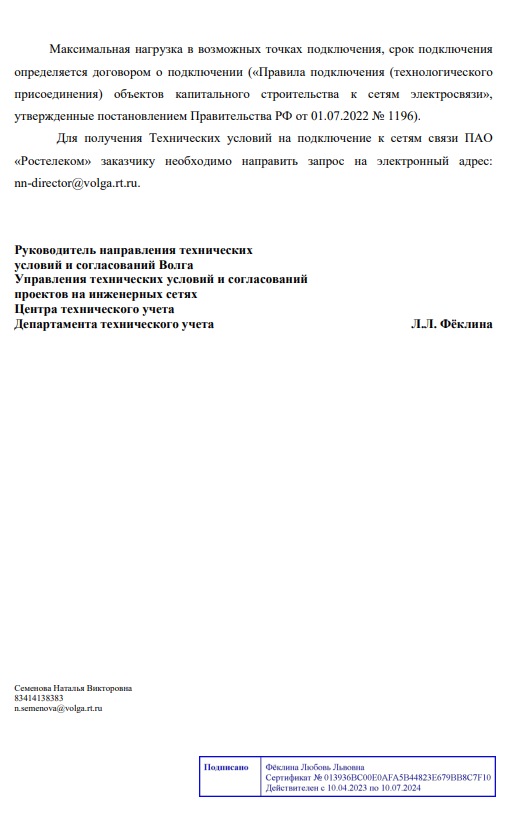 Максимальная нагрузка в возможных точках подключения, срок подключения
определяется договором о подключении («Правила подключения (технологического
присоединения) объектов капитального строительства к сетям электросвязи»,
утвержденные постановлением Правительства РФ от 01.07.2022 № 1196).
Для получения Технических условий на подключение к сетям связи ПАО
«Ростелеком» заказчику необходимо направить запрос на электронный адрес:
nn-director@volga.rt.ru.
Руководитель направления технических
условий и согласований Волга
Управления технических условий и согласований
проектов на инженерных сетях
Центра технического учета
Департамента технического учета Л.Л. Фёклина
Семенова Наталья Викторовна
83414138383
n.semenova@volga.rt.ru
Подписано Фёклина Любовь Львовна
Сертификат № 013936BC00E0AFA5B44823E679BB8C7F10
Действителен с 10.04.2023 по 10.07.2024